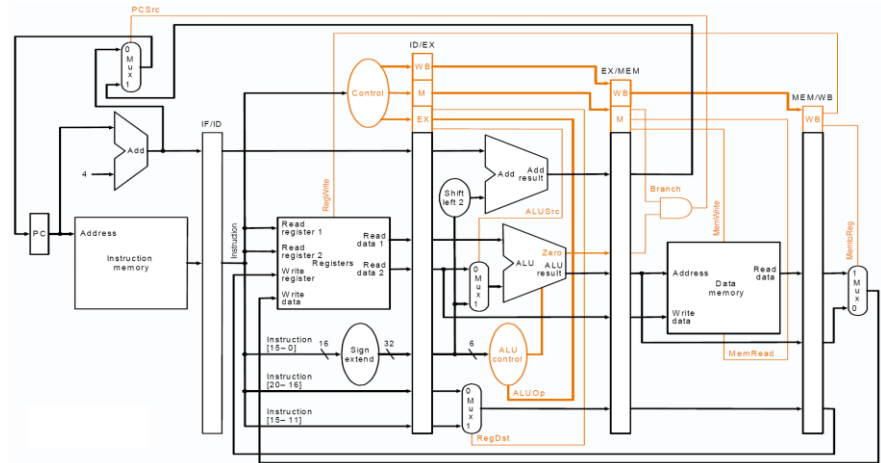 PCSrc
0
M
u
x
1
ID/EX
WB
EX/MEM
Control
M
WB
MEM/WB
EX
M
WB
IF/ID
Add
4
Add
Add
result
Shift
left 2
Branch
RegWrite
ALUSrc
MemWrite
MemtoReg
PC
Address
Instruction
memory
Instruction
Read
register 1
Read
register 2
Write
register
Write
data
Registers
Read
data 1
Read
data 2
0
M
u
x
1
Zero
ALU
ALU
result
Address
Write
data
Data
memory
Read
data
1
M
u
x
0
Instruction
[15–0]
16
Sign
extend
32
6
ALU
control
MemRead
Instruction
[20–16]
ALUOp
0
M
u
x
1
Instruction
[15–11]
RegDst